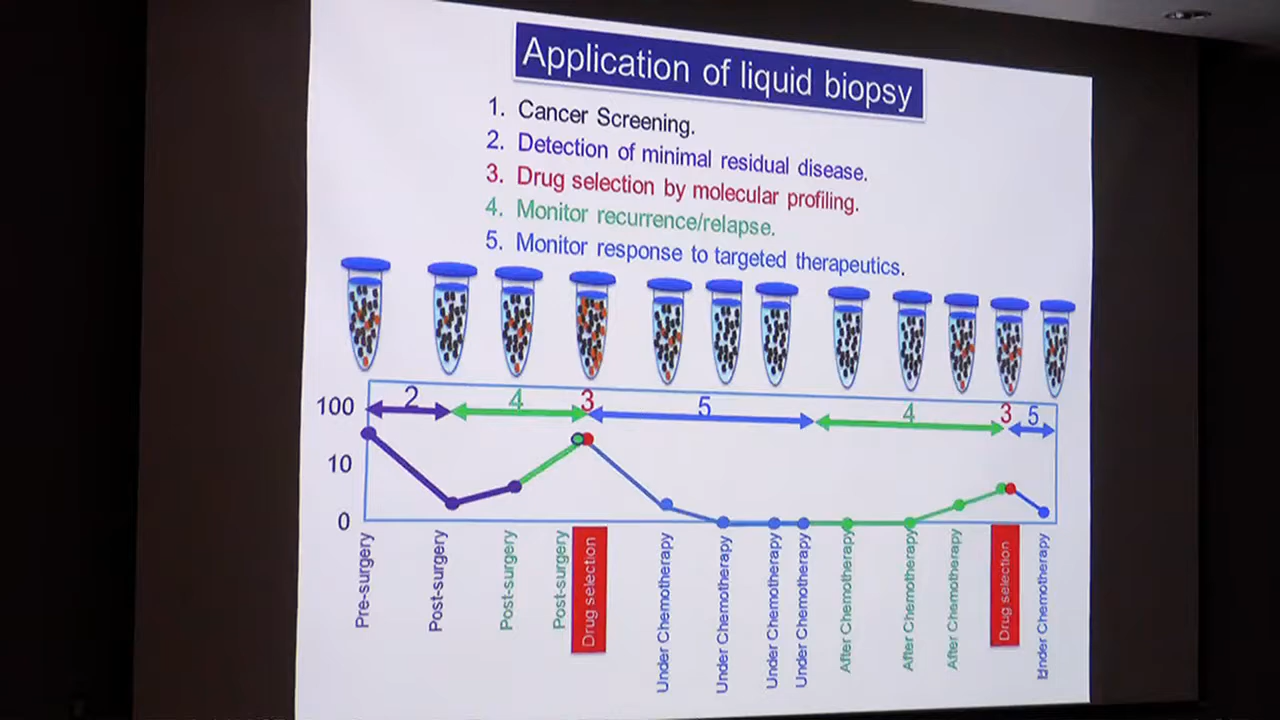 Application of liquid biopsy
1. Cancer Screening.
2. Detection of minimal residual disease.
3. Drug selection by molecular profiling.
4. Monitor recurrence/relapse.
5. Monitor response to targeted therapeutics.
2
4
3
5
4
3
5
100
10
0
Pre-surgery
Post-surgery
Post-surgery
Post-surgery
Drug selection
Under Chemotherapy
Under Chemotherapy
Under Chemotherapy
Under Chemotherapy
After Chemotherapy
After Chemotherapy
After Chemotherapy
Drug selection
Under Chemotherapy